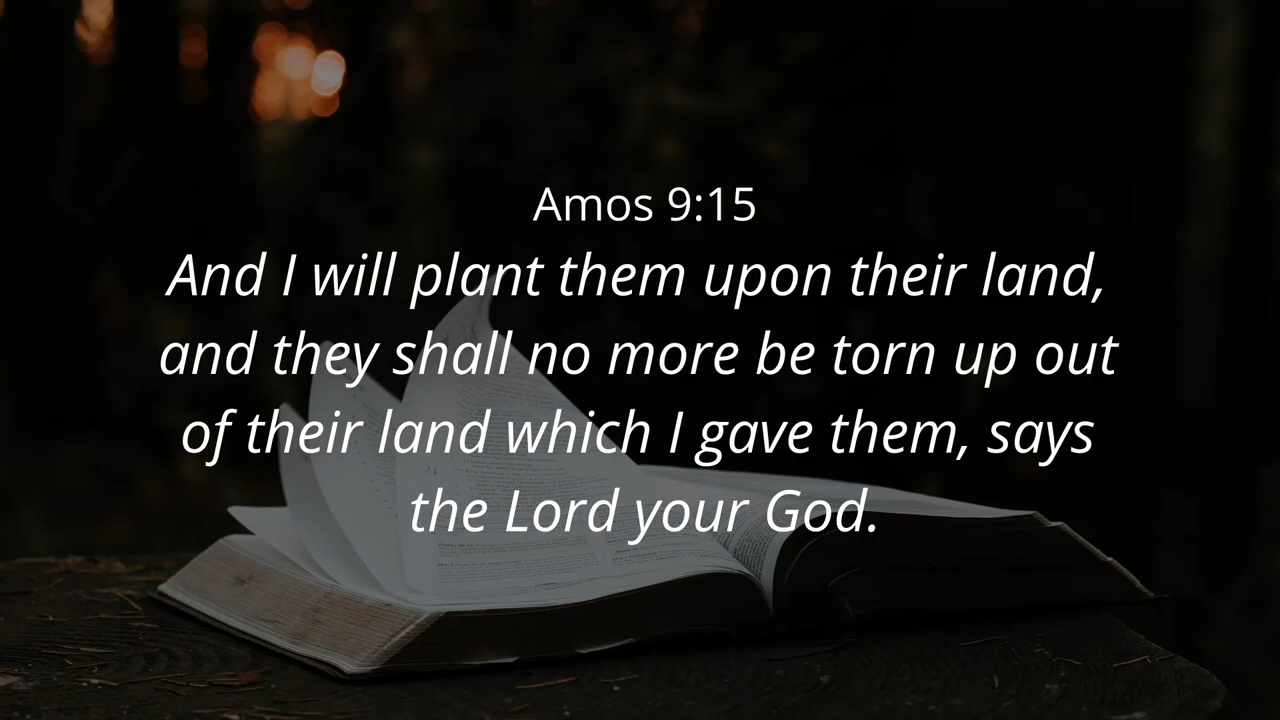 Amos 9:15
And I will plant them upon their land,
and they shall no more be torn up out
of their land which I gave them, says
the Lord your God.